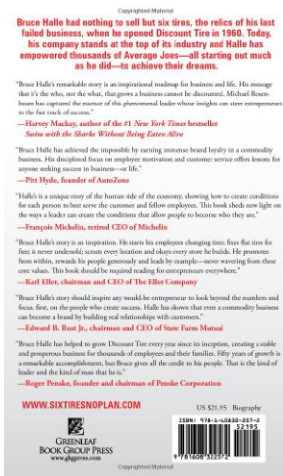 Copyrighted Material
Bruce Halle had nothing to sell but six tires, the relics of his last
failed business, when he opened Discount Tire in 1960. Today,
his company stands at the top of its industry and Halle has
empowered thousands of Average Joes—all starting out much
as he did—to achieve their dreams.
"Bruce Halle's remarkable story is an inspirational roadmap for business and life. His message
that it's the who, not the what, that grows a business cannot be discounted. Michael Rosen-
baum has captured the essence of this phenomenal leader whose insights can steer entrepreneurs
to the fast track of success."
—Harvey Mackay, author of the #1 New York Times bestseller
Swim with the Sharks Without Being Eaten Alive
"Bruce Halle has achieved the impossible by earning immense brand loyalty in a commodity
business. His disciplined focus on employee motivation and customer service offers lessons for
anyone seeking success in business—or life."
—Pitt Hyde, founder of AutoZone
"Halle's is a unique story of the human side of the economy, showing how to create conditions
for each person to best serve the customer and fellow employees. This book sheds new light on
the ways a leader can create the conditions that allow people to become who they are."
—François Michelin, retired CEO of Michelin
"Bruce Halle's story is an inspiration. He starts his employees changing tires; fixes flat tires for
free; is never undersold; scouts every location and okays every store he builds. He promotes
from within, rewards his people generously and leads by example—never wavering from these
core values. This book should be required reading for entrepreneurs everywhere."
—Karl Eller, chairman and CEO of The Eller Company
"Bruce Halle's story should inspire any would-be entrepreneur to look beyond the numbers and
focus, first, on the people who create success. Halle has shown that even a commodity business
can become a brand by building real relationships with customers."
—Edward B. Rust Jr., chairman and CEO of State Farm Mutual
"Bruce Halle has helped to grow Discount Tire every year since its inception, creating a stable
and prosperous business for thousands of employees and their families. Fifty years of growth is
a remarkable accomplishment, but Bruce gives all the credit to his people. That is the kind of
leader and the kind of man that he is."
—Roger Penske, founder and chairman of Penske Corporation
WWW.SIXTIRESNOPLAN.COM
US $21.95 Biography
ISBN: 978-1-60832-257-2
52195
9 781608 322572
GREENLEAF
BOOK GROUP PRESS
www.gbgpress.com
Copyrighted Material